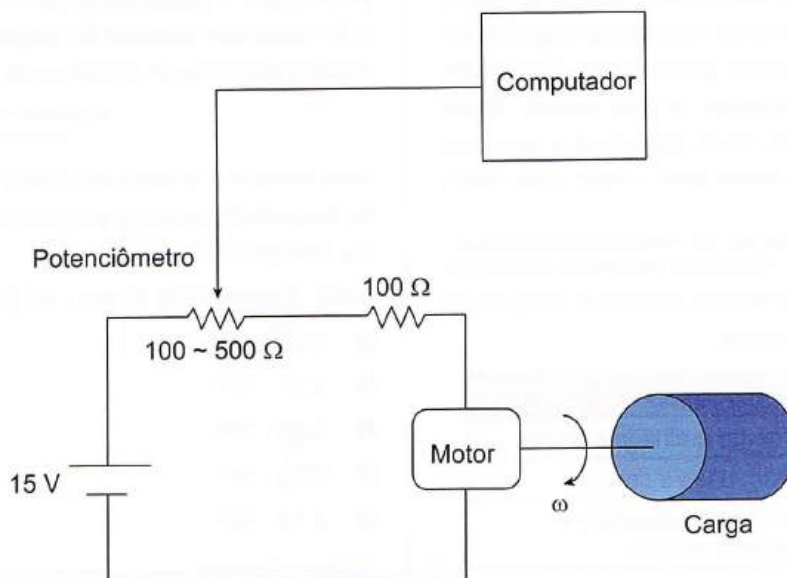 Computador
Potenciômetro
100 Ω
100 ~ 500 Ω
15 V
Motor
ω
Carga